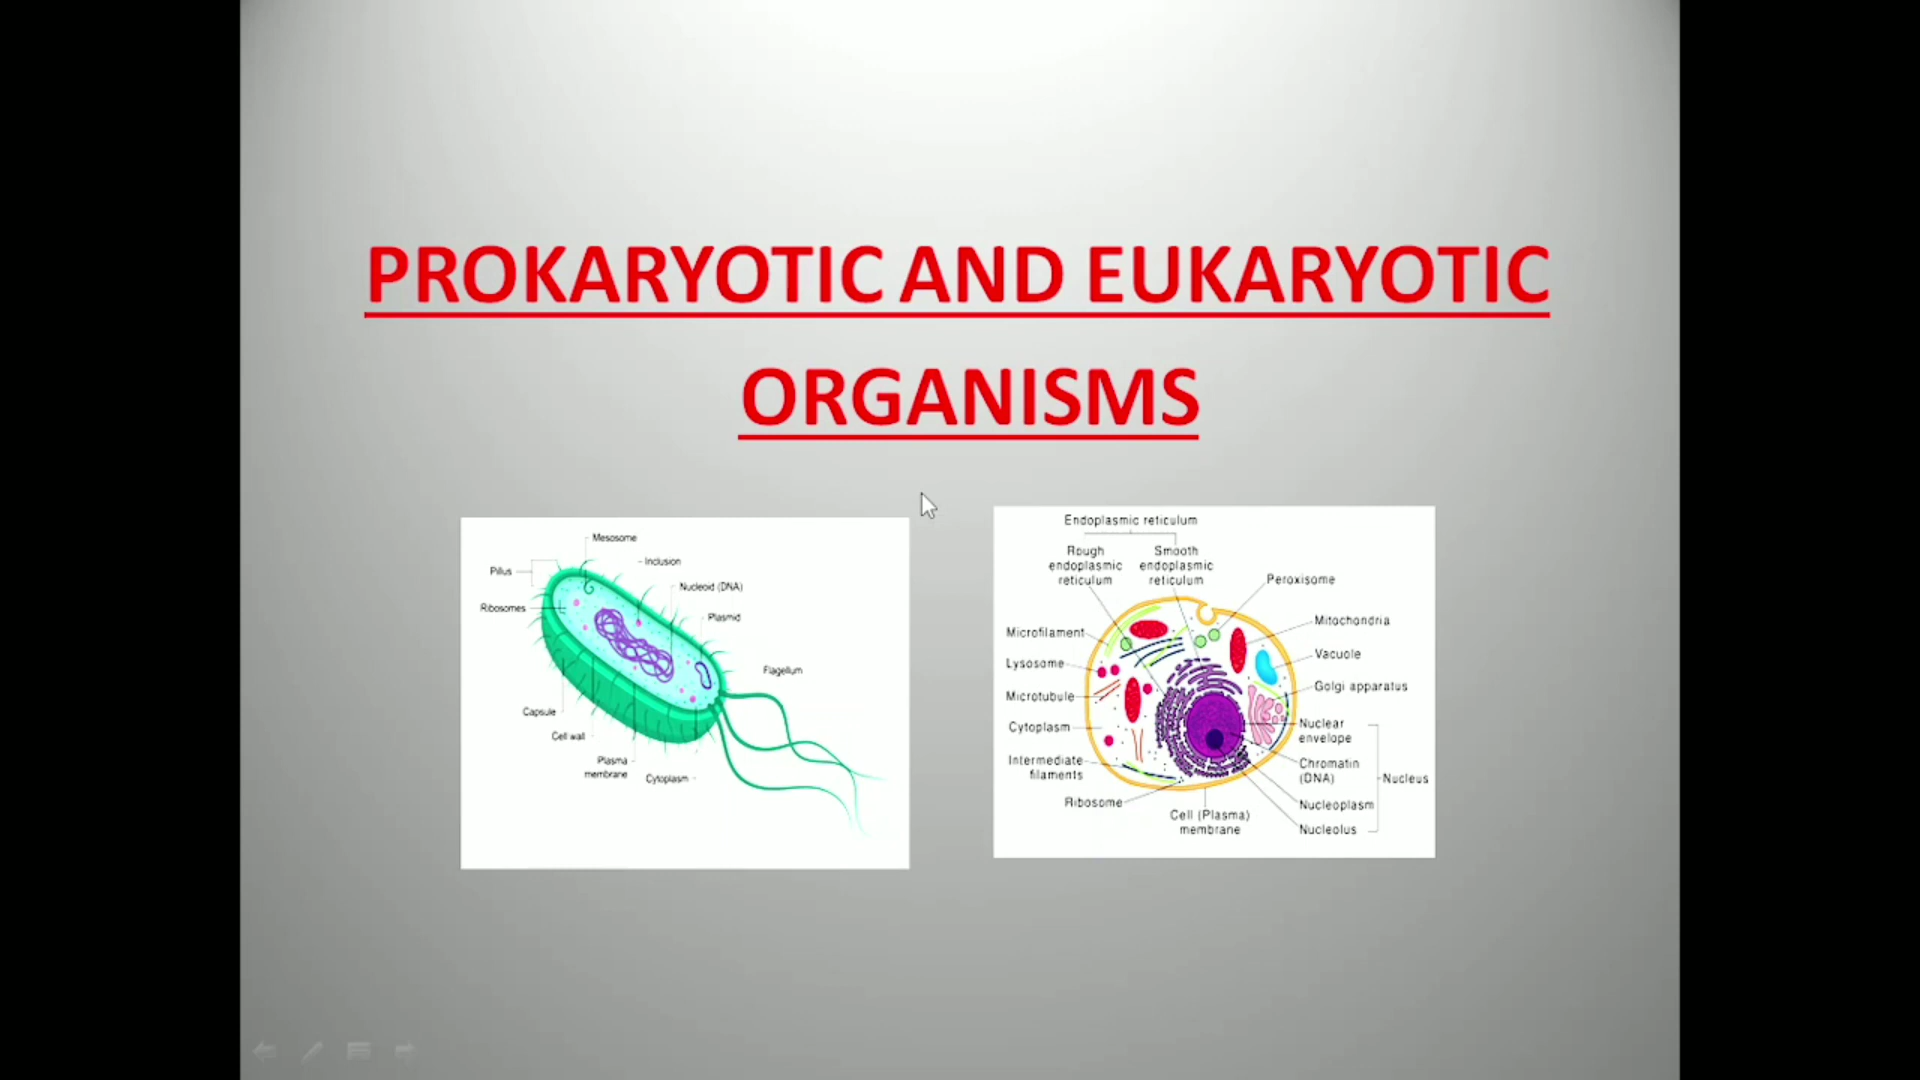 PROKARYOTIC AND EUKARYOTIC
ORGANISMS
Mesosome
Inclusion
Pillus
Nucleoid (DNA)
Ribosomes
Plasmid
Flagellum
Capsule
Cell wall
Plasma
membrane
Cytoplasm
Endoplasmic reticulum
Rough
endoplasmic
reticulum
Smooth
endoplasmic
reticulum
Peroxisome
Microfilament
Mitochondria
Lysosome
Vacuole
Microtubule
Golgi apparatus
Cytoplasm
Nuclear
envelope
Intermediate
filaments
Chromatin
(DNA)
Nucleus
Ribosome
Nucleoplasm
Cell (Plasma)
membrane
Nucleolus